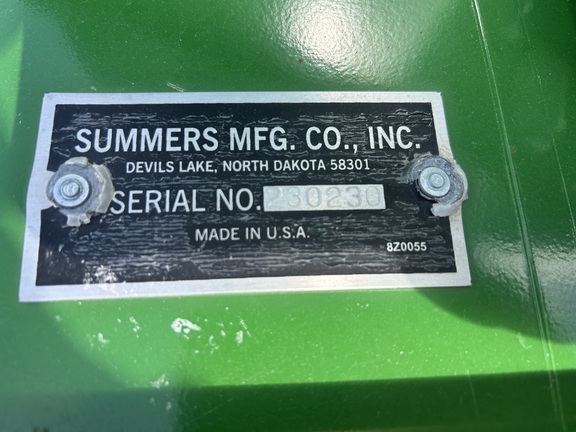 SUMMERS MFG. CO., INC.
DEVILS LAKE, NORTH DAKOTA 58301
SERIAL NO. 230230
MADE IN U.S.A.
8Z0055